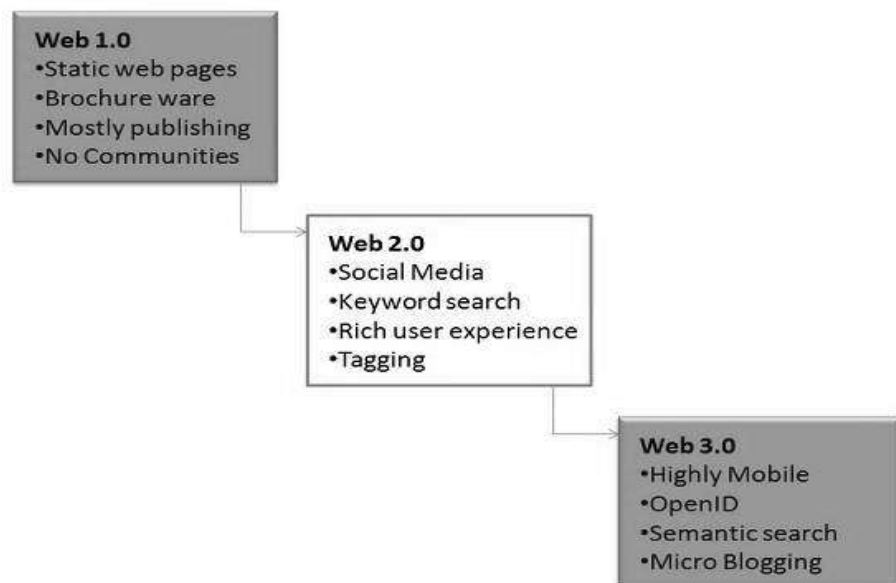 Web 1.0
•Static web pages
•Brochure ware
•Mostly publishing
•No Communities
Web 2.0
•Social Media
•Keyword search
•Rich user experience
•Tagging
Web 3.0
•Highly Mobile
•OpenID
•Semantic search
•Micro Blogging